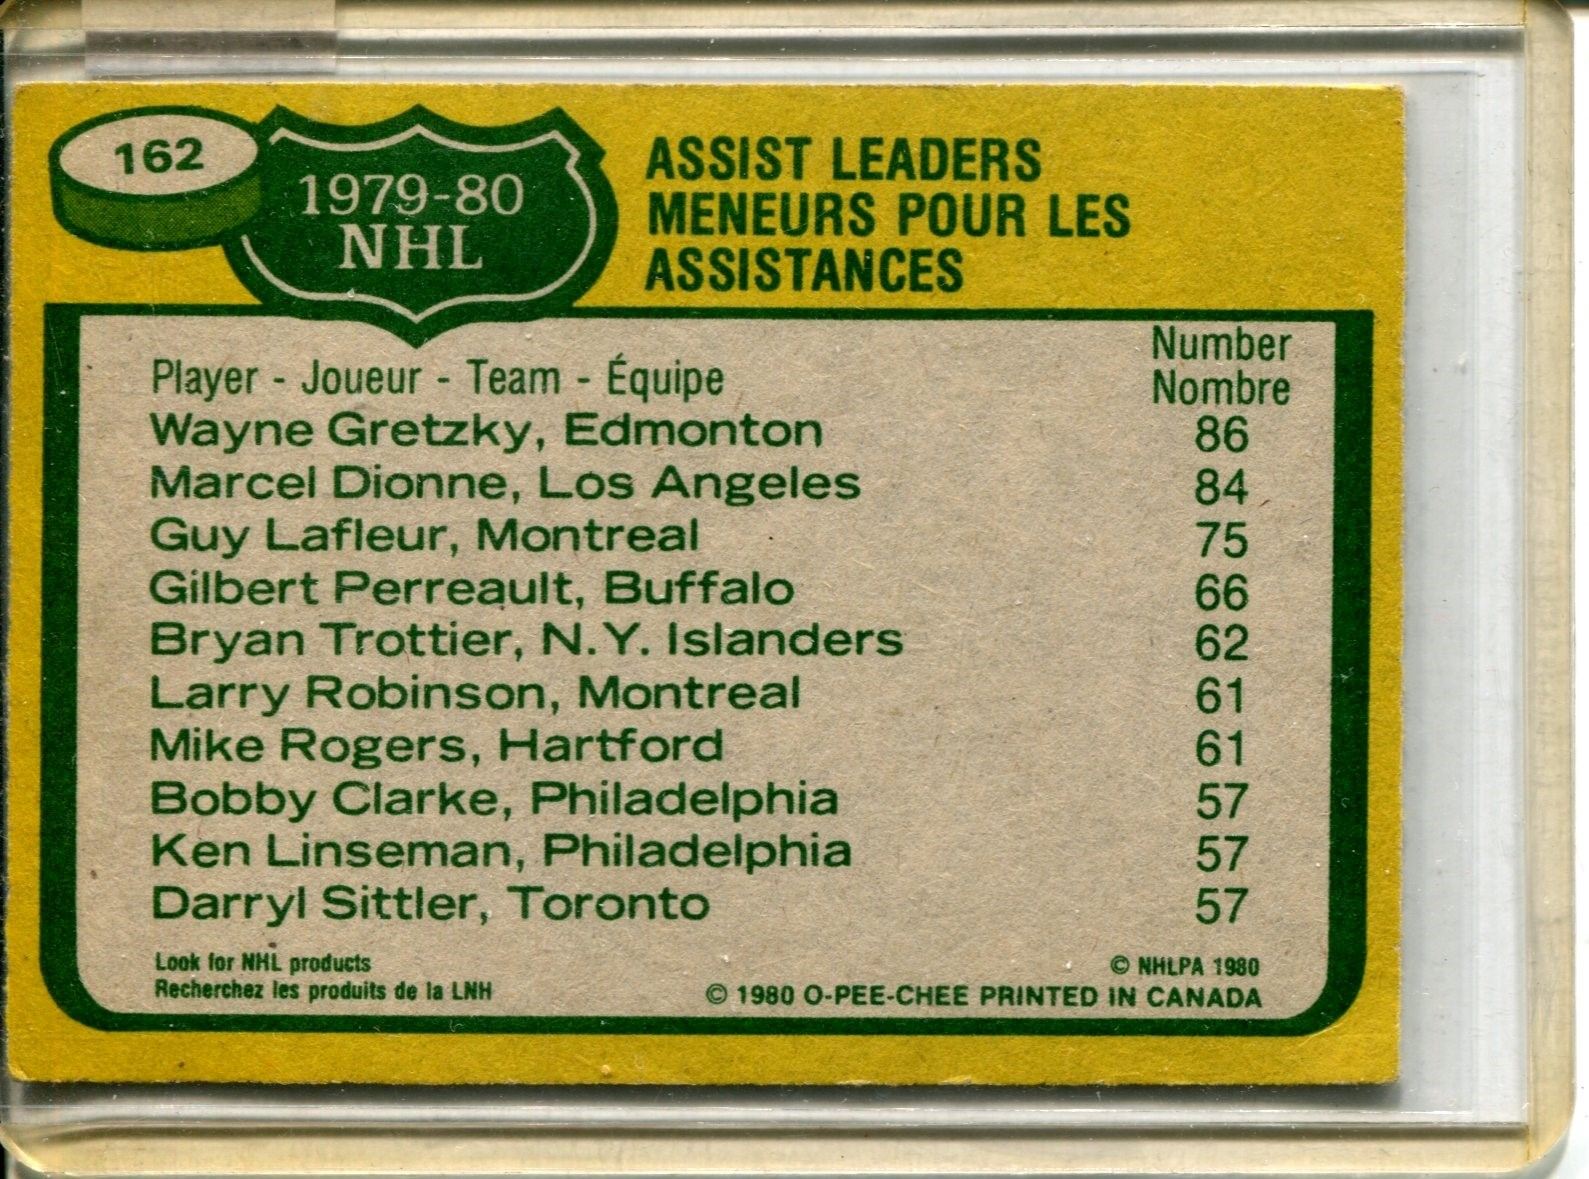 162
1979-80
NHL
ASSIST LEADERS
MENEURS POUR LES
ASSISTANCES
Number
Player - Joueur - Team - Équipe Nombre
Wayne Gretzky, Edmonton 86
Marcel Dionne, Los Angeles 84
Guy Lafleur, Montreal 75
Gilbert Perreault, Buffalo 66
Bryan Trottier, N.Y. Islanders 62
Larry Robinson, Montreal 61
Mike Rogers, Hartford 61
Bobby Clarke, Philadelphia 57
Ken Linseman, Philadelphia 57
Darryl Sittler, Toronto 57
Look for NHL products © NHLPA 1980
Recherchez les produits de la LNH © 1980 O-PEE-CHEE PRINTED IN CANADA